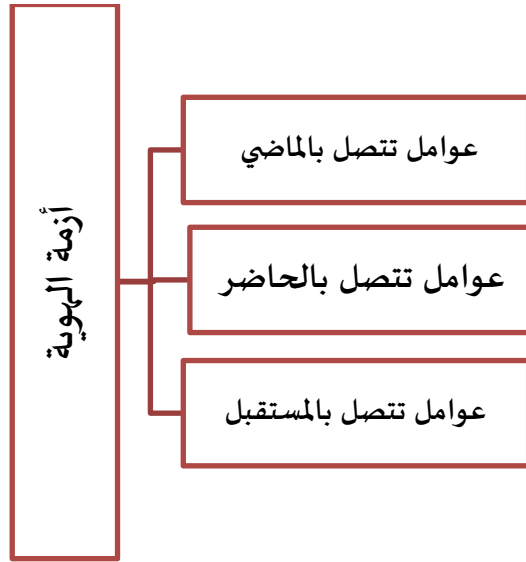 أزمة الهوية
عوامل تتصل بالماضي
عوامل تتصل بالحاضر
عوامل تتصل بالمستقبل